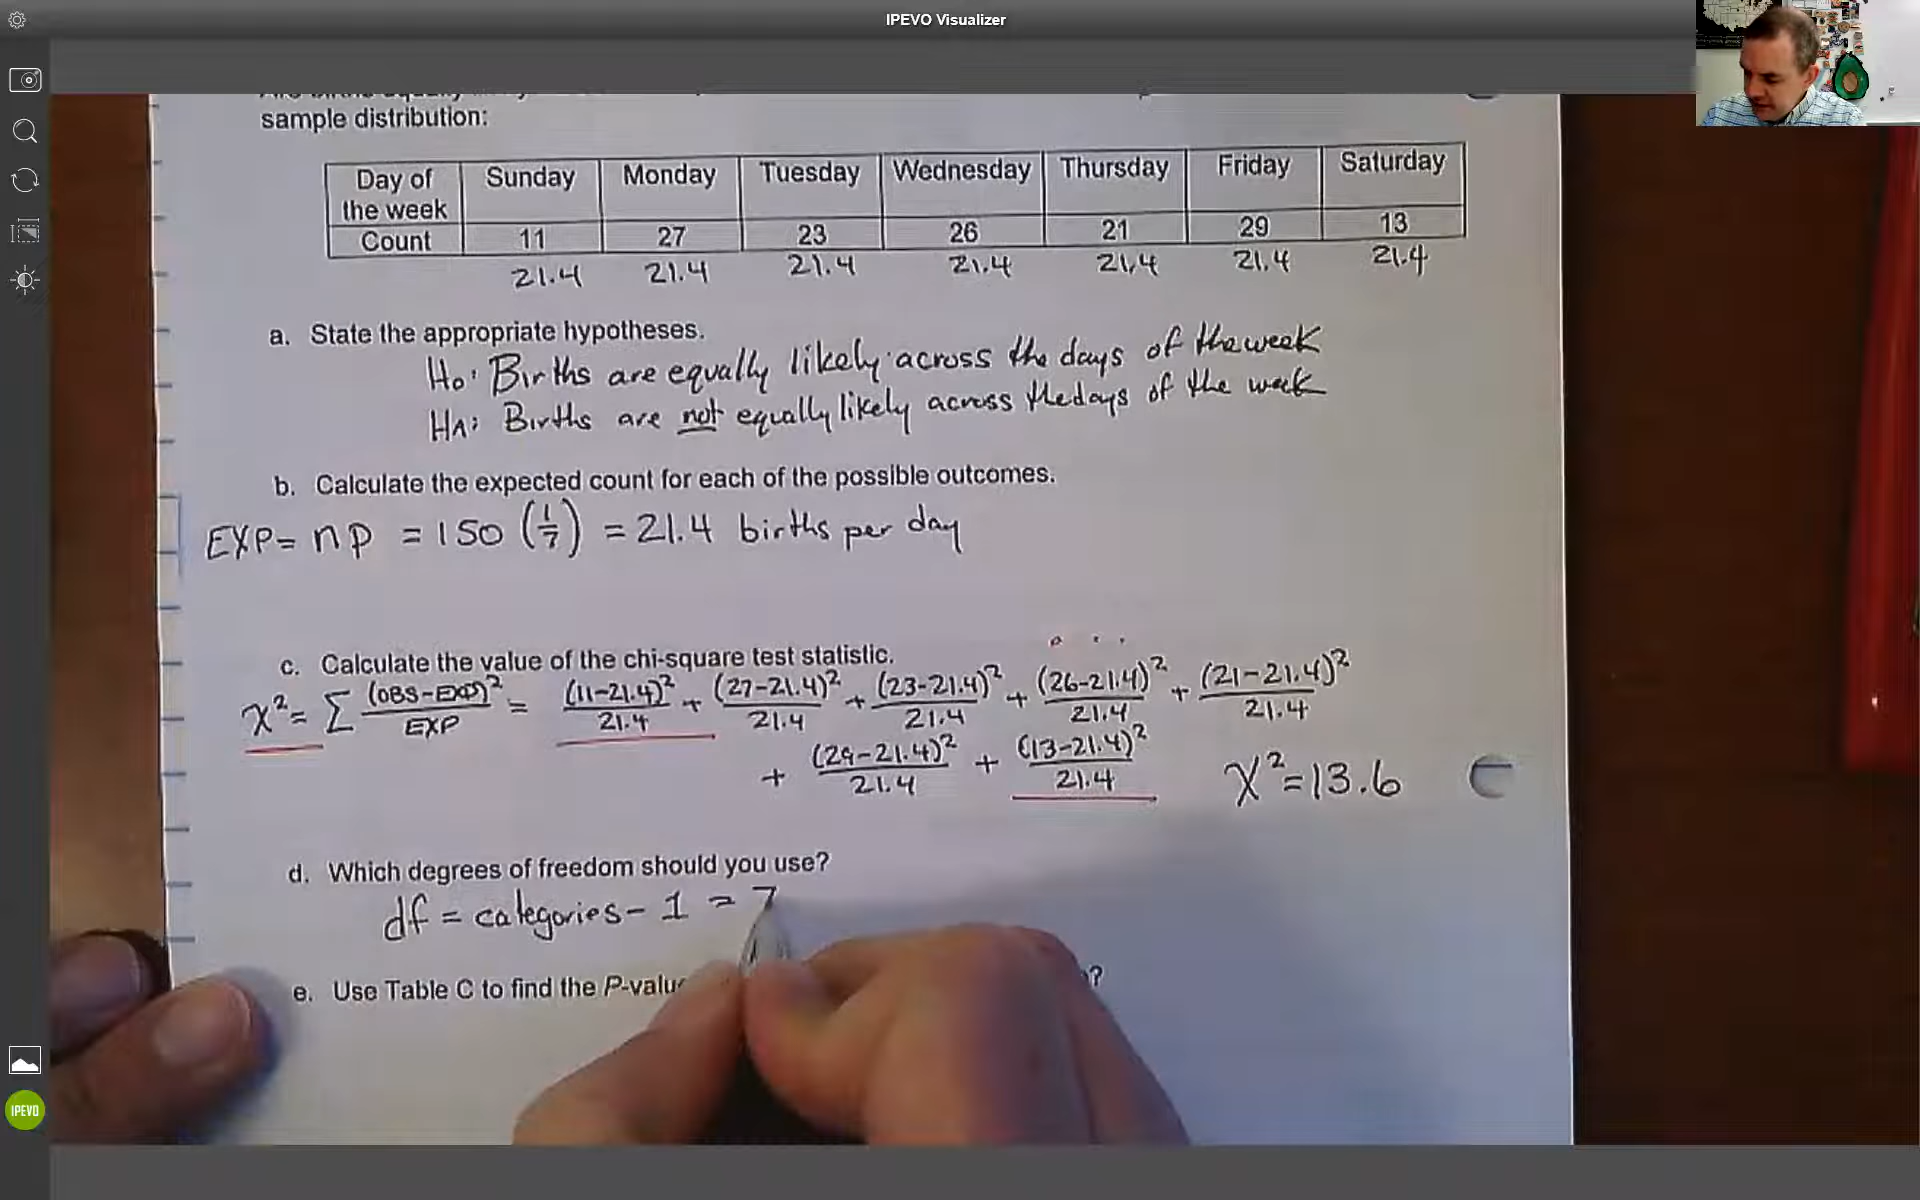 IPEVO Visualizer
sample distribution:
Day of the week Sunday Monday Tuesday Wednesday Thursday Friday Saturday
Count 11 27 23 26 21 29 13
21.4 21.4 21.4 21.4 21.4 21.4 21.4
a. State the appropriate hypotheses.
Ho: Births are equally likely across the days of the week
HA: Births are not equally likely across the days of the week
b. Calculate the expected count for each of the possible outcomes.
EXP = np = 150 (1/7) = 21.4 births per day
c. Calculate the value of the chi-square test statistic.
χ² = Σ (OBS-EXP)²/EXP = (11-21.4)²/21.4 + (27-21.4)²/21.4 + (23-21.4)²/21.4 + (26-21.4)²/21.4 + (21-21.4)²/21.4
+ (29-21.4)²/21.4 + (13-21.4)²/21.4 χ²=13.6
d. Which degrees of freedom should you use?
df = categories - 1 = 7
e. Use Table C to find the
IPEVO